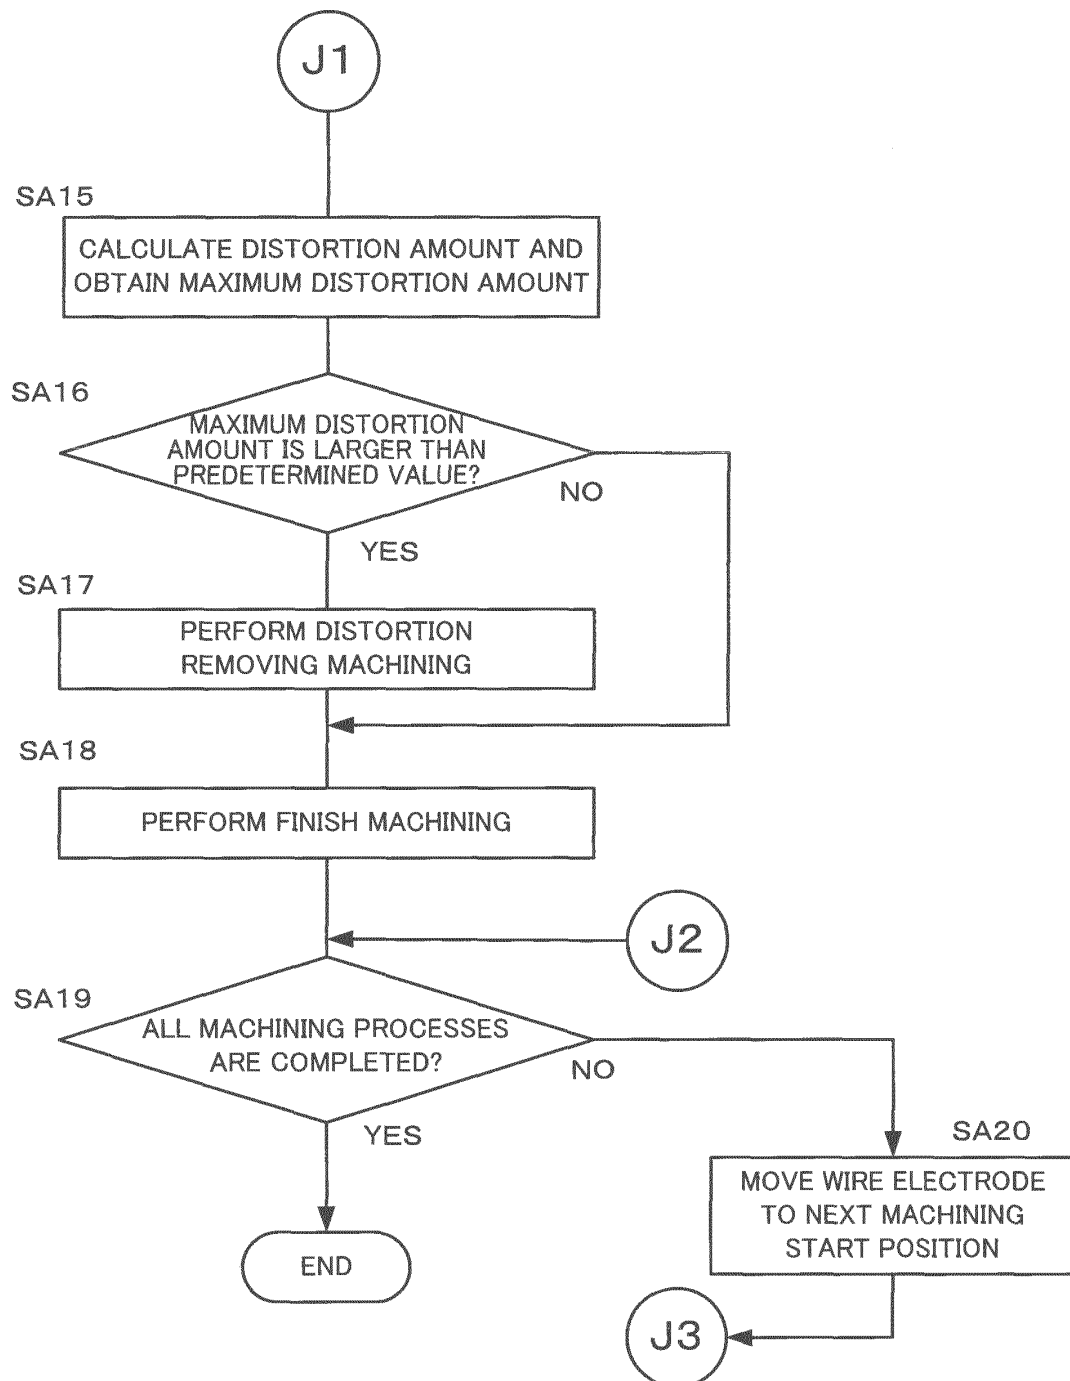 J1
SA15
CALCULATE DISTORTION AMOUNT AND
OBTAIN MAXIMUM DISTORTION AMOUNT
SA16
MAXIMUM DISTORTION
AMOUNT IS LARGER THAN
PREDETERMINED VALUE?
NO
YES
SA17
PERFORM DISTORTION
REMOVING MACHINING
SA18
PERFORM FINISH MACHINING
J2
SA19
ALL MACHINING PROCESSES
ARE COMPLETED?
NO
YES
SA20
MOVE WIRE ELECTRODE
TO NEXT MACHINING
START POSITION
END
J3